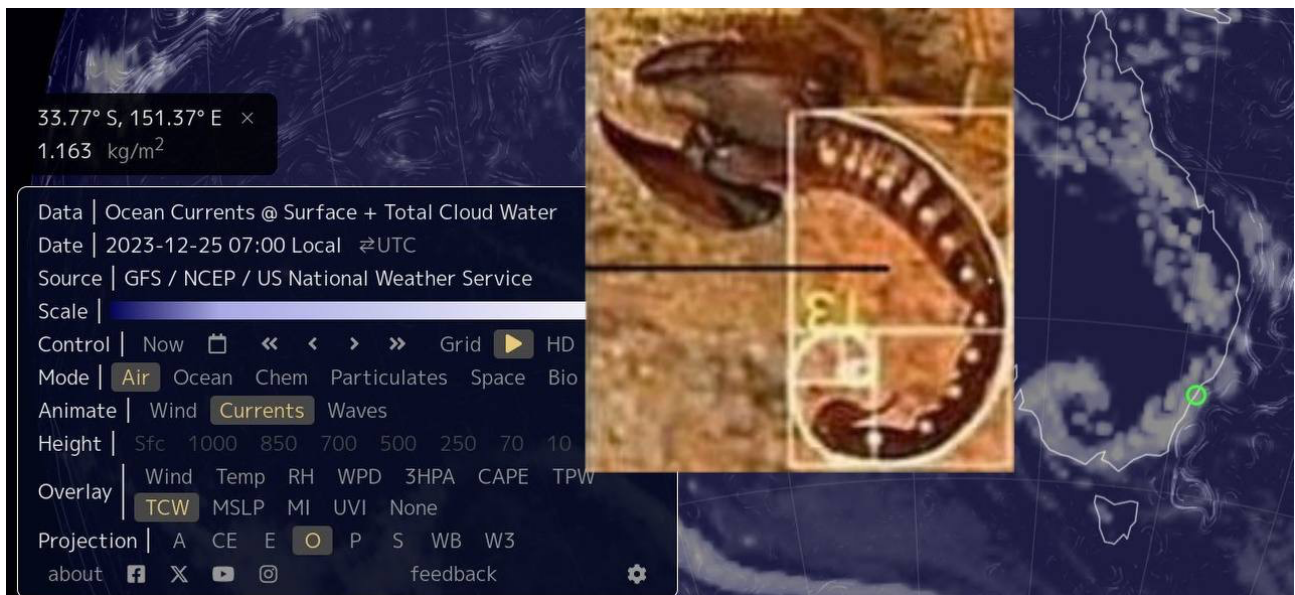 33.77° S, 151.37° E ×
1.163 kg/m²
Data | Ocean Currents @ Surface + Total Cloud Water
Date | 2023-12-25 07:00 Local ⇄UTC
Source | GFS / NCEP / US National Weather Service
Scale |
Control | Now « ‹ › » Grid HD
Mode | Air Ocean Chem Particulates Space Bio
Animate | Wind Currents Waves
Height | Sfc 1000 850 700 500 250 70 10
Overlay | Wind Temp RH WPD 3HPA CAPE TPW
TCW MSLP MI UVI None
Projection | A CE E O P S WB W3
about feedback